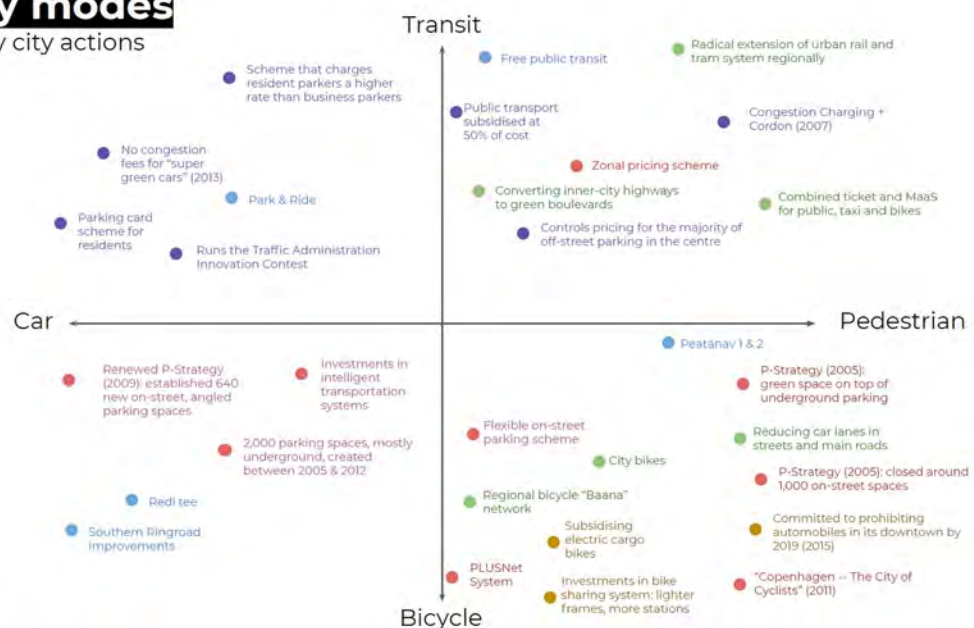 y modes
y city actions
Transit
Scheme that charges
resident parkers a higher
rate than business parkers
Free public transit
Radical extension of urban rail and
tram system regionally
Public transport
subsidised at
50% of cost
Congestion Charging +
Cordon (2007)
No congestion
fees for "super
green cars" (2013)
Zonal pricing scheme
Park & Ride
Converting inner-city highways
to green boulevards
Combined ticket and MaaS
for public, taxi and bikes
Parking card
scheme for
residents
Controls pricing for the majority of
off-street parking in the centre
Runs the Traffic Administration
Innovation Contest
Car
Pedestrian
Peatänav 1 & 2
Renewed P-Strategy
(2009): established 640
new on-street, angled
parking spaces
Investments in
intelligent
transportation
systems
P-Strategy (2005):
green space on top of
underground parking
Flexible on-street
parking scheme
Reducing car lanes in
streets and main roads
2,000 parking spaces, mostly
underground, created
between 2005 & 2012
City bikes
P-Strategy (2005): closed around
1,000 on-street spaces
Redi tee
Regional bicycle "Baana"
network
Southern Ringroad
Improvements
Subsidising
electric cargo
bikes
Committed to prohibiting
automobiles in its downtown by
2019 (2015)
PLUSNet
System
Investments in bike
sharing system: lighter
frames, more stations
"Copenhagen -- The City of
Cyclists" (2011)
Bicycle